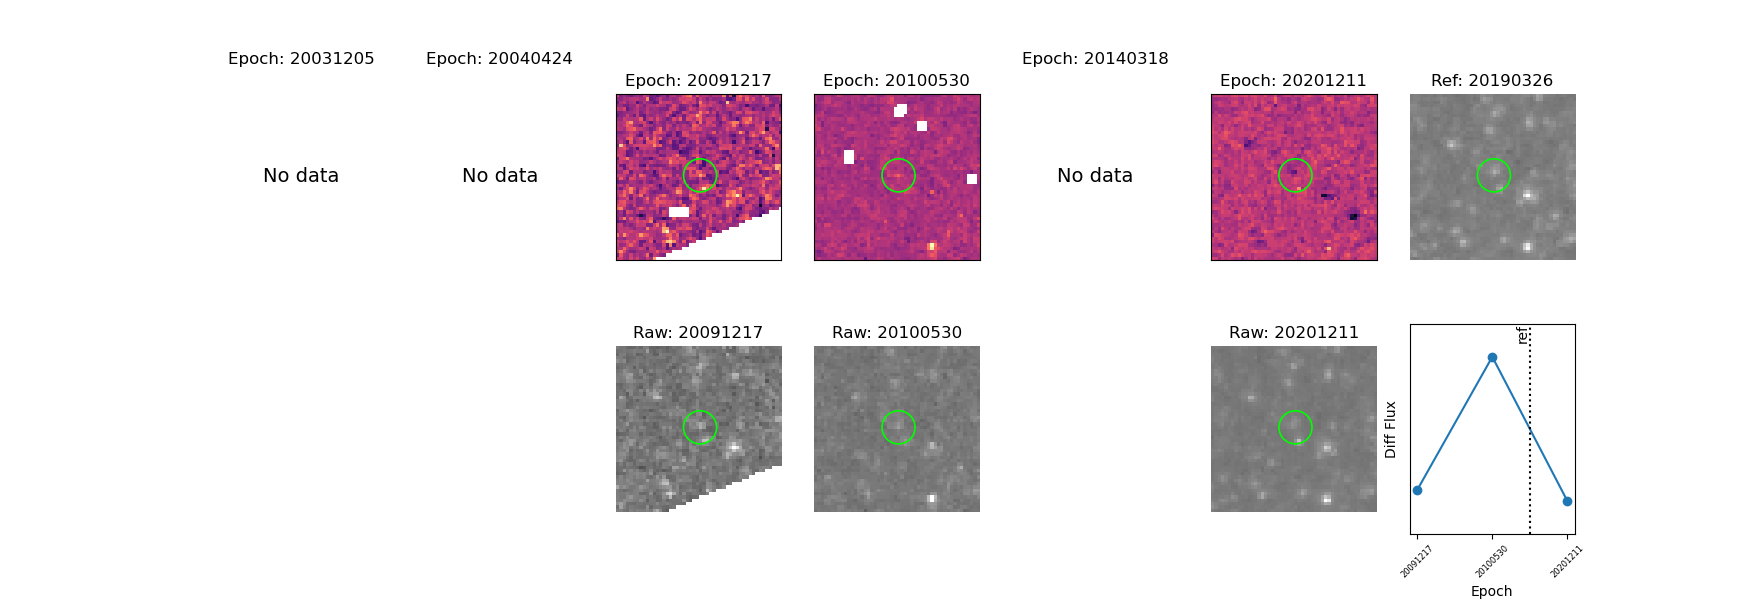 Epoch: 20031205
Epoch: 20040424
Epoch: 20091217
Epoch: 20100530
Epoch: 20140318
Epoch: 20201211
Ref: 20190326
No data
No data
No data
Raw: 20091217
Raw: 20100530
Raw: 20201211
ref
Diff Flux
20091217
20100530
20201211
Epoch